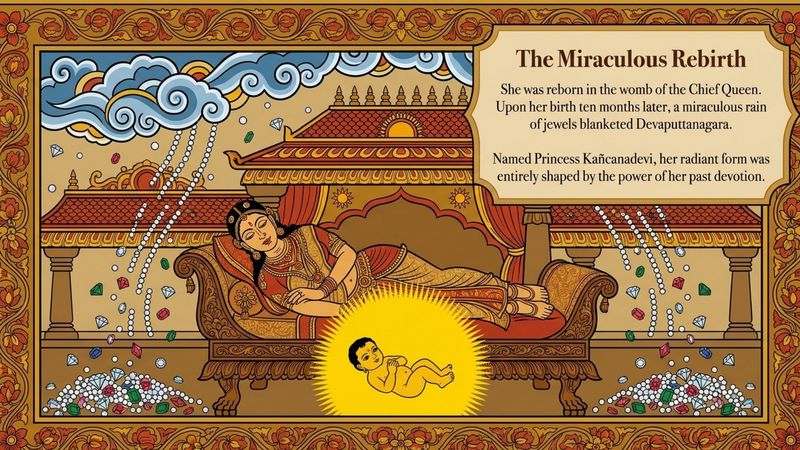 The Miraculous Rebirth
She was reborn in the womb of the Chief Queen.
Upon her birth ten months later, a miraculous rain
of jewels blanketed Devaputtanagara.
Named Princess Kañcanadevi, her radiant form was
entirely shaped by the power of her past devotion.